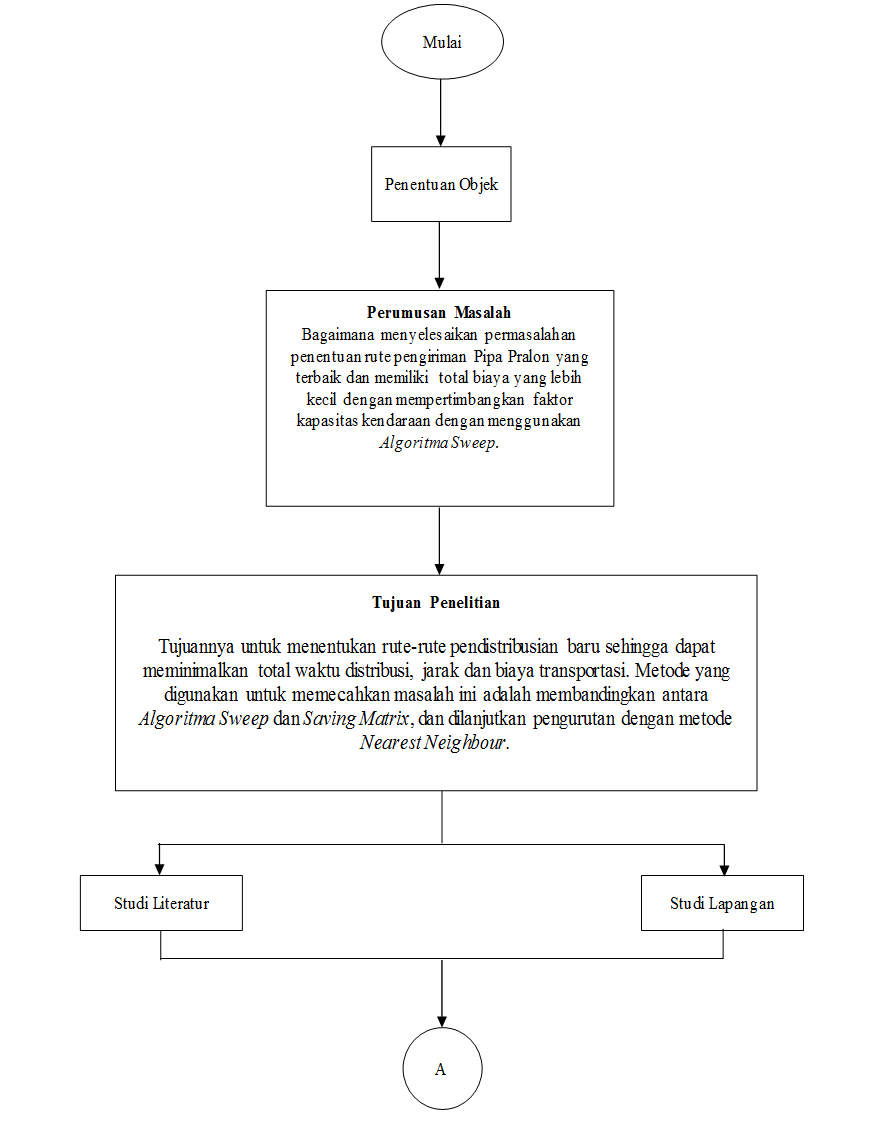 Mulai
Penentuan Objek
Perumusan Masalah
Bagaimana menyelesaikan permasalahan
penentuan rute pengiriman Pipa Pralon yang
terbaik dan memiliki total biaya yang lebih
kecil dengan mempertimbangkan faktor
kapasitas kendaraan dengan menggunakan
Algoritma Sweep.
Tujuan Penelitian
Tujuannya untuk menentukan rute-rute pendistribusian baru sehingga dapat
meminimalkan total waktu distribusi, jarak dan biaya transportasi. Metode yang
digunakan untuk memecahkan masalah ini adalah membandingkan antara
Algoritma Sweep dan Saving Matrix, dan dilanjutkan pengurutan dengan metode
Nearest Neighbour.
Studi Literatur
Studi Lapangan
A